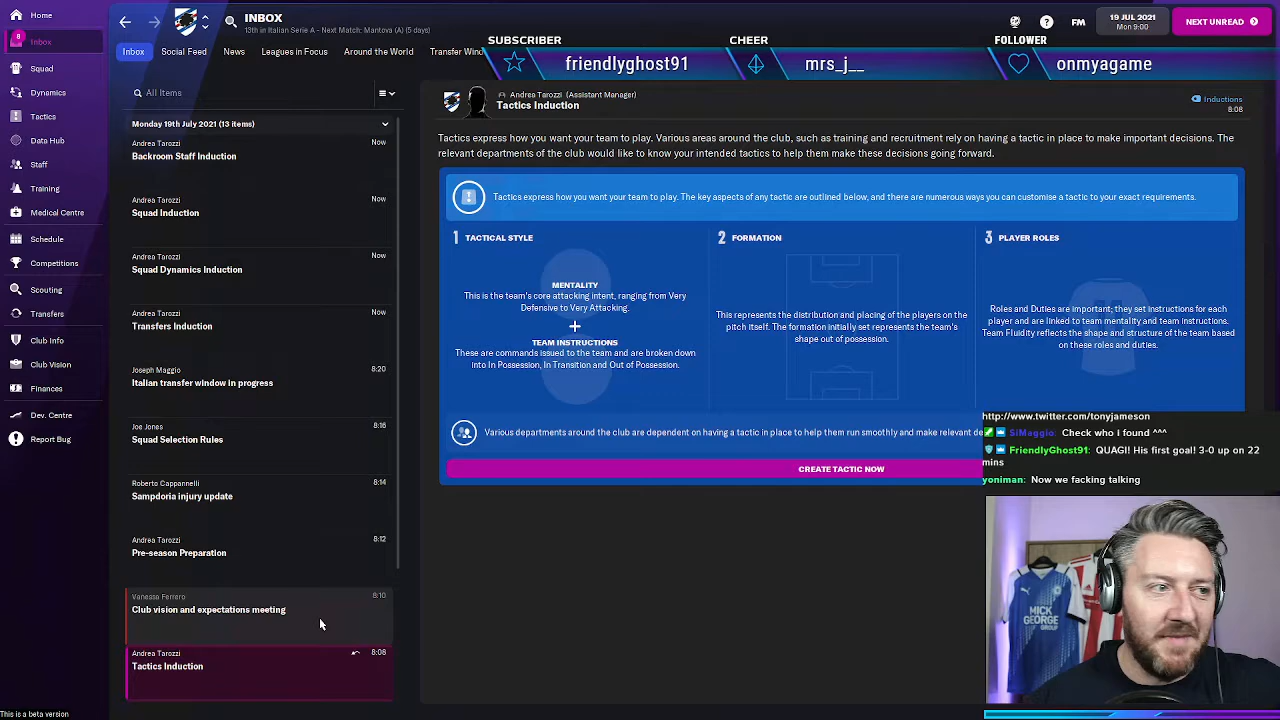 INBOX
13th in Italian Serie A - Next Match: Mantova (A) (5 days)
FM
19 JUL 2021
Mon 9:00
NEXT UNREAD
Home
8
Inbox
Squad
Dynamics
Tactics
Data Hub
Staff
Training
Medical Centre
Schedule
Competitions
Scouting
Transfers
Club Info
Club Vision
Finances
Dev. Centre
Report Bug
This is a beta version
Inbox
Social Feed
News
Leagues in Focus
Around the World
Transfer Wind
SUBSCRIBER
friendlyghost91
CHEER
mrs_j__
FOLLOWER
onmyagame
All Items
Monday 19th July 2021 (13 items)
Andrea Tarozzi Now
Backroom Staff Induction
Andrea Tarozzi Now
Squad Induction
Andrea Tarozzi Now
Squad Dynamics Induction
Andrea Tarozzi Now
Transfers Induction
Joseph Maggio 8:20
Italian transfer window in progress
Joe Jones 8:16
Squad Selection Rules
Roberto Cappannelli 8:14
Sampdoria injury update
Andrea Tarozzi 8:12
Pre-season Preparation
Vanessa Ferrero 8:10
Club vision and expectations meeting
Andrea Tarozzi 8:08
Tactics Induction
Andrea Tarozzi (Assistant Manager)
Tactics Induction
Inductions
8:08
Tactics express how you want your team to play. Various areas around the club, such as training and recruitment rely on having a tactic in place to make important decisions. The
relevant departments of the club would like to know your intended tactics to help them make these decisions going forward.
Tactics express how you want your team to play. The key aspects of any tactic are outlined below, and there are numerous ways you can customise a tactic to your exact requirements.
1 TACTICAL STYLE
MENTALITY
This is the team's core attacking intent, ranging from Very
Defensive to Very Attacking.
+
TEAM INSTRUCTIONS
These are commands issued to the team and are broken down
into In Possession, In Transition and Out of Possession.
2 FORMATION
This represents the distribution and placing of the players on
the pitch itself. The formation initially set represents the team's
shape out of possession.
3 PLAYER ROLES
Roles and Duties are important; they set instructions for each
player and are linked to team mentality and team instructions.
Team Fluidity reflects the shape and structure of the team based
on these roles and duties.
Various departments around the club are dependent on having a tactic in place to help them run smoothly and make relevant de
CREATE TACTIC NOW
http://www.twitter.com/tonyjameson
SiMaggio: Check who i found ^^^
FriendlyGhost91: QUAGI! His first goal! 3-0 up on 22
mins
yoniman: Now we facking talking
MICK
GEORGE
GROUP